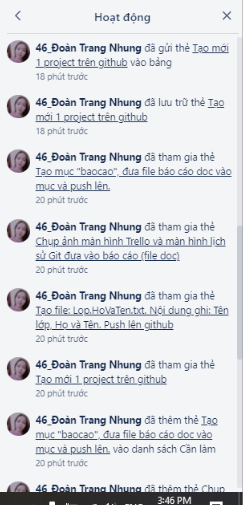 Hoạt động
46_Đoàn Trang Nhung đã gửi thẻ Tạo
mới 1 project trên github vào bảng
18 phút trước
46_Đoàn Trang Nhung đã lưu trữ thẻ Tạo
mới 1 project trên github
18 phút trước
46_Đoàn Trang Nhung đã tham gia thẻ
Tạo mục "baocao", đưa file báo cáo doc vào
mục và push lên.
20 phút trước
46_Đoàn Trang Nhung đã tham gia thẻ
Chụp ảnh màn hình Trello và màn hình lịch
sử Git đưa vào báo cáo (file doc)
20 phút trước
46_Đoàn Trang Nhung đã tham gia thẻ
Tạo file: Lop.HoVaTen.txt. Nội dung ghi: Tên
lớp, Họ và Tên. Push lên github
20 phút trước
46_Đoàn Trang Nhung đã tham gia thẻ
Tạo mới 1 project trên github
20 phút trước
46_Đoàn Trang Nhung đã thêm thẻ Tạo
mục "baocao", đưa file báo cáo doc vào
mục và push lên. vào danh sách Cần làm
20 phút trước
46_Đoàn Trang Nhung đã thêm thẻ Chụp
3:46 PM